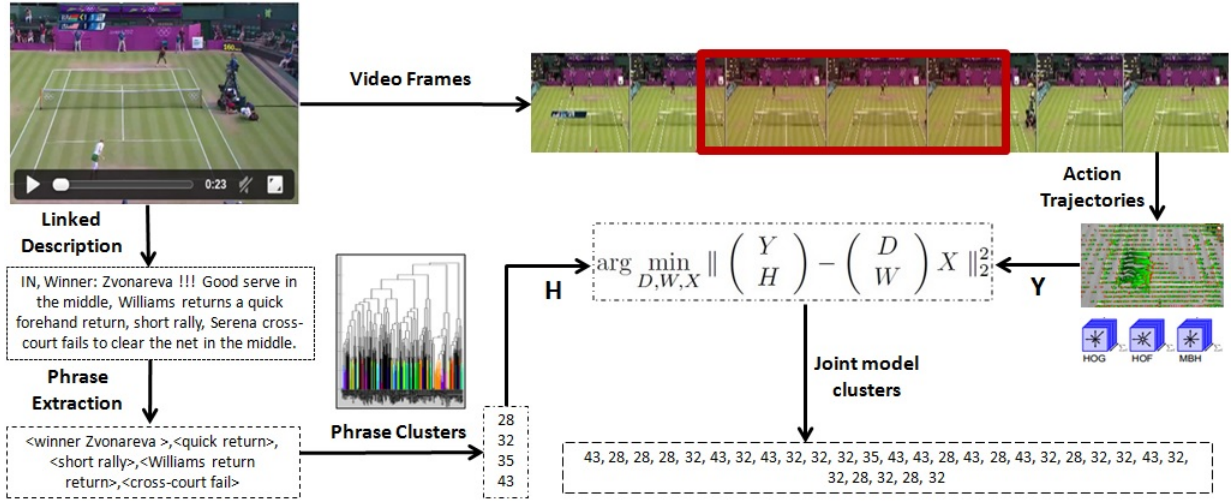 160
0:23
Video Frames
Linked
Description
Action
Trajectories
IN, Winner: Zvonareva !!! Good serve in
the middle, Williams returns a quick
forehand return, short rally, Serena cross-
court fails to clear the net in the middle.
H
arg min ‖ ( Y H ) − ( D W ) X ‖₂²
D,W,X
Y
HOG
HOF
MBH
Phrase
Extraction
Joint model
clusters
<winner Zvonareva >,<quick return>,
<short rally>,<Williams return
return>,<cross-court fail>
Phrase Clusters
28
32
35
43
43, 28, 28, 28, 32, 43, 32, 43, 32, 32, 32, 35, 43, 43, 28, 43, 28, 43, 32, 28, 32, 32, 43, 32,
32, 28, 32, 28, 32